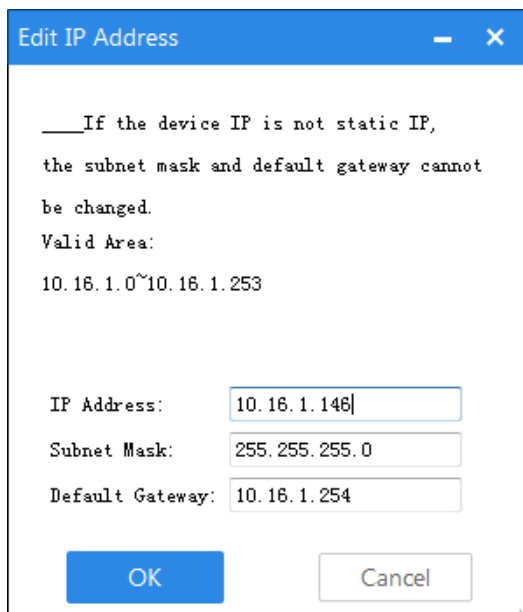 Edit IP Address
____If the device IP is not static IP,
the subnet mask and default gateway cannot
be changed.
Valid Area:
10.16.1.0~10.16.1.253
IP Address: 10.16.1.146
Subnet Mask: 255.255.255.0
Default Gateway: 10.16.1.254
OK Cancel